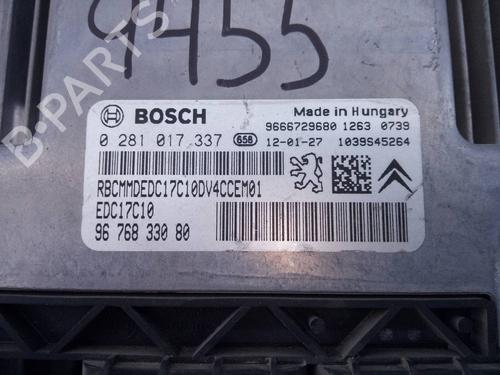 9455
BOSCH
Made in Hungary
9666729680 1263 0739
0 281 017 337 658 12-01-27 1039S45264
RBCMMDEDC17C10DV4CCEM01
EDC17C10
96 768 330 80
B-PARTS